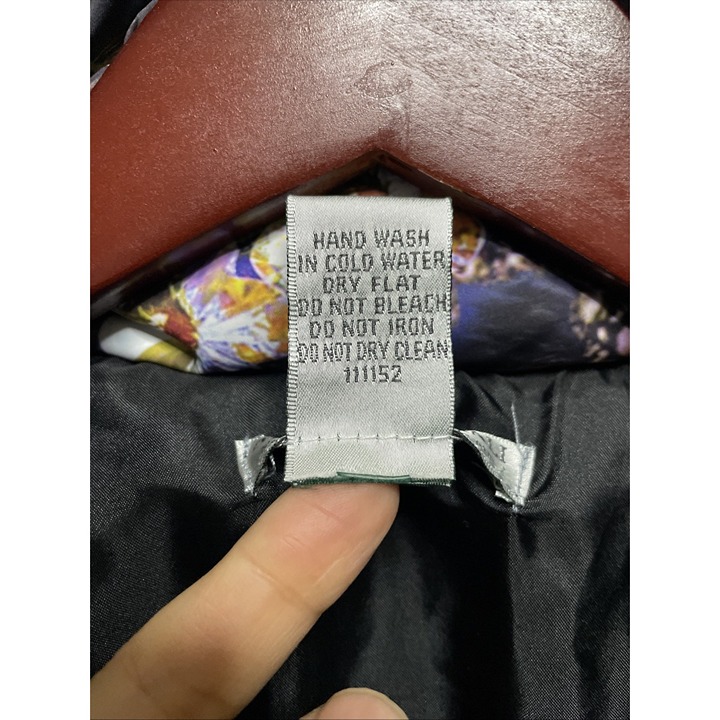 HAND WASH
IN COLD WATER
DRY FLAT
DO NOT BLEACH
DO NOT IRON
DO NOT DRY CLEAN
111152